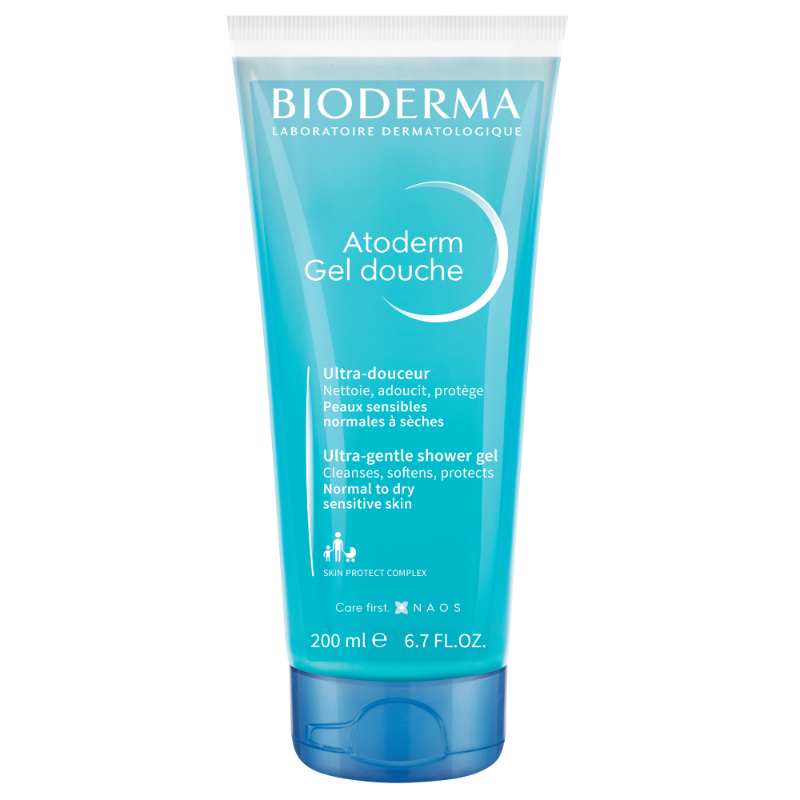 BIODERMA
LABORATOIRE DERMATOLOGIQUE
Atoderm
Gel douche
Ultra-douceur
Nettoie, adoucit, protège
Peaux sensibles
normales à sèches
Ultra-gentle shower gel
Cleanses, softens, protects
Normal to dry
sensitive skin
SKIN PROTECT COMPLEX
Care first. NAOS
200 ml ℮ 6.7 FL.OZ.